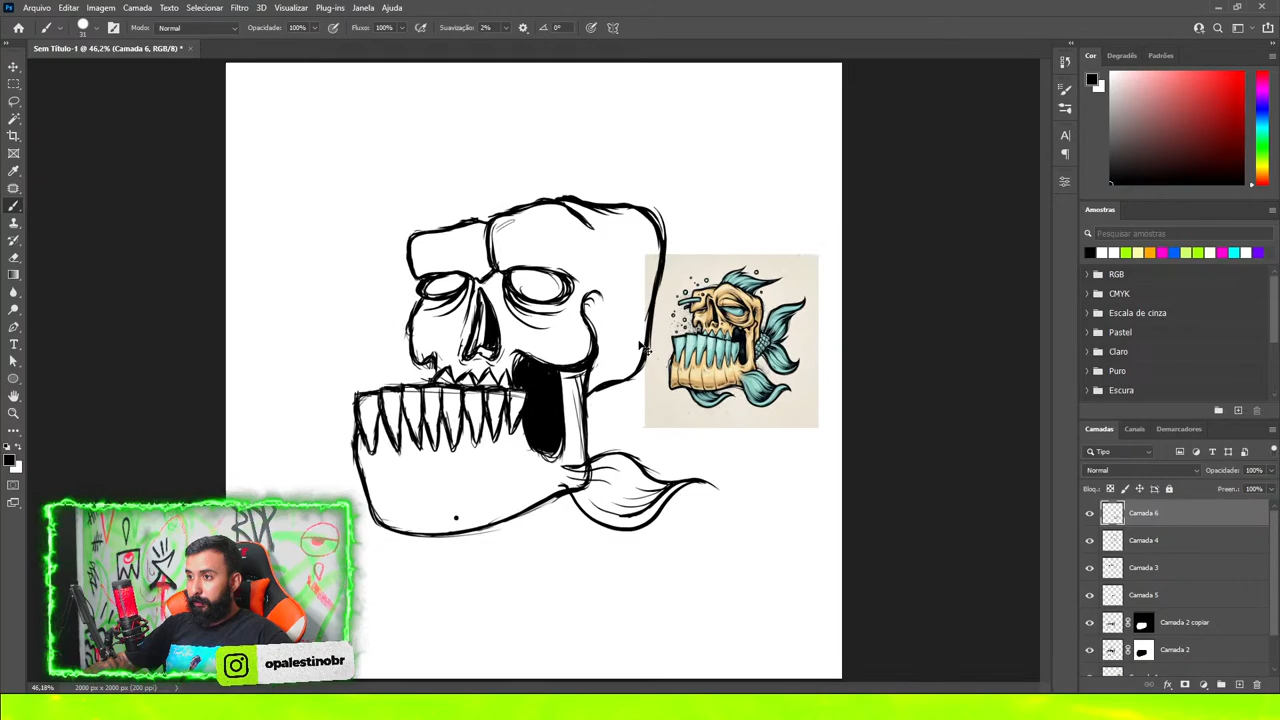 Ps Arquivo Editar Imagem Camada Texto Selecionar Filtro 3D Visualizar Plug-ins Janela Ajuda
31 Modo: Normal Opacidade: 100% Fluxo: 100% Suavização: 2% 0°
Sem Título-1 @ 46,2% (Camada 6, RGB/8) *
Cor Degradês Padrões
Amostras
Pesquisar amostras
RGB
CMYK
Escala de cinza
Pastel
Claro
Puro
Escura
Camadas Canais Demarcadores
Tipo
Normal Opacidade: 100%
Bloq.: Preen.: 100%
Camada 6
Camada 4
Camada 3
Camada 5
Camada 2 copiar
Camada 2
opalestinobr
46,18% 2000 px x 2000 px (200 ppi)